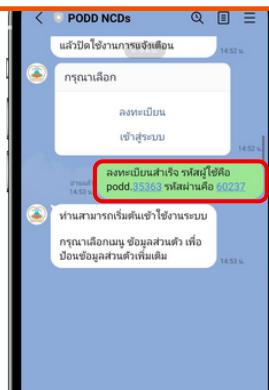 PODD NCDs
แล้วปิดใช้งานการแจ้งเตือน
14:52 น.
กรุณาเลือก
ลงทะเบียน
เข้าสู่ระบบ
14:52 น.
ลงทะเบียนสำเร็จ รหัสผู้ใช้คือ
podd.35363 รหัสผ่านคือ 60237
อ่านแล้ว
14:53 น.
ท่านสามารถเริ่มต้นเข้าใช้งานระบบ
กรุณาเลือกเมนู ข้อมูลส่วนตัว เพื่อ
ป้อนข้อมูลส่วนตัวเพิ่มเติม
14:53 น.